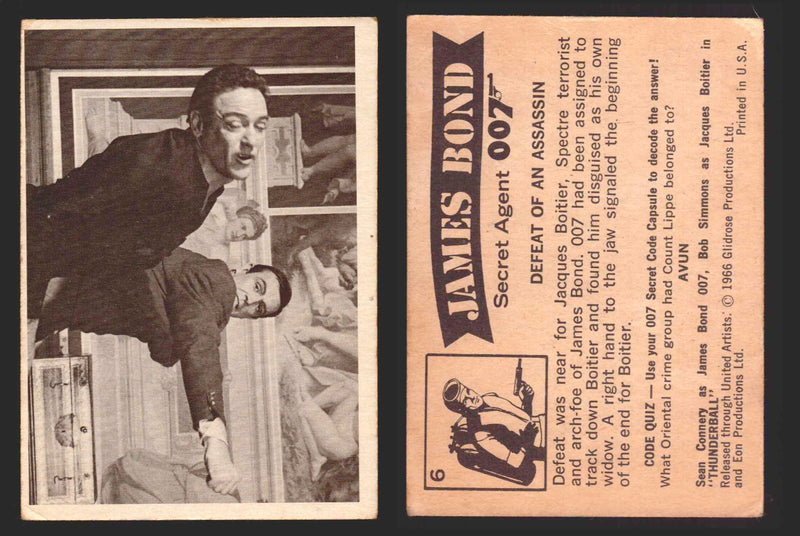 6
JAMES BOND
Secret Agent 007
DEFEAT OF AN ASSASSIN
Defeat was near for Jacques Boitier, Spectre terrorist
and arch-foe of James Bond. 007 had been assigned to
track down Boitier and found him disguised as his own
widow. A right hand to the jaw signaled the beginning
of the end for Boitier.
CODE QUIZ — Use your 007 Secret Code Capsule to decode the answer!
What Oriental crime group had Count Lippe belonged to?
AVUN
Sean Connery as James Bond 007, Bob Simmons as Jacques Boitier in
"THUNDERBALL"
Released through United Artists. © 1966 Glidrose Productions Ltd.
and Eon Productions Ltd. Printed in U.S.A.